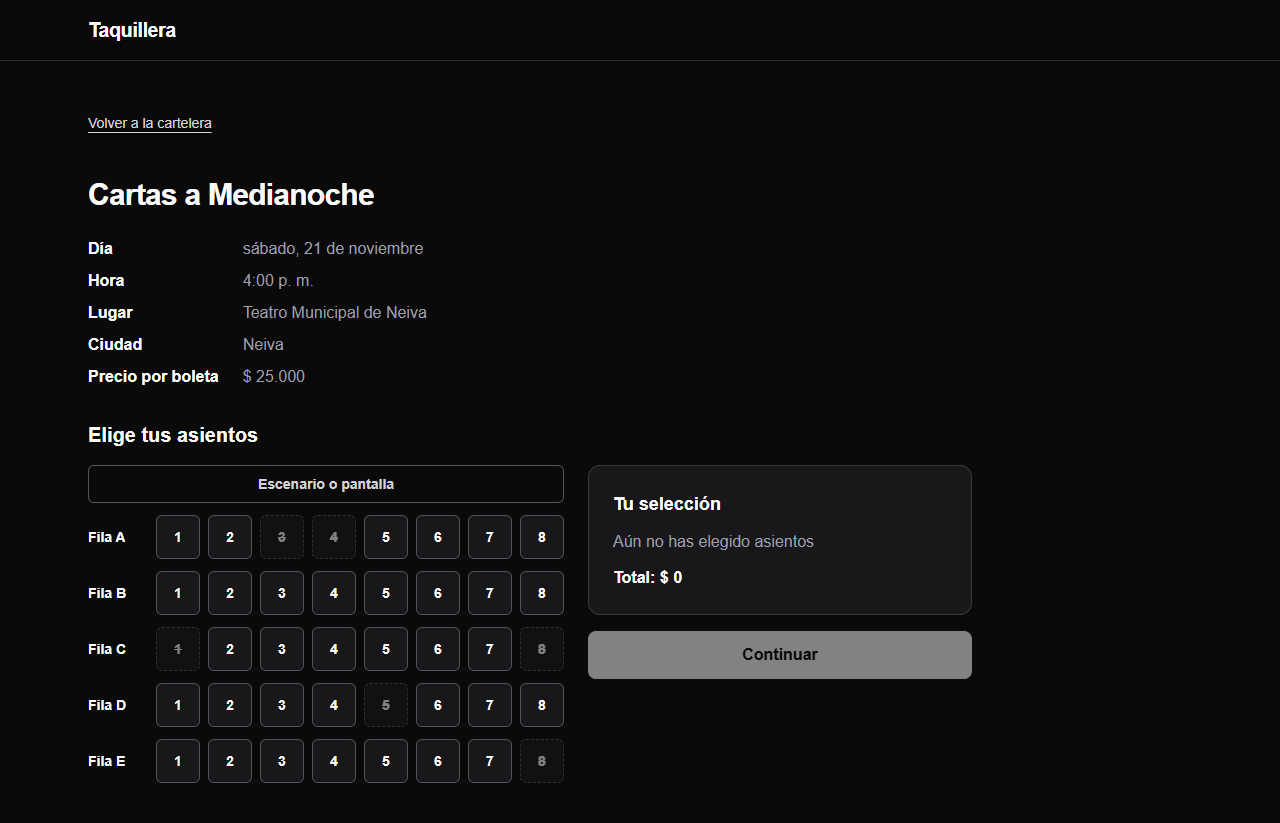 Taquillera
Volver a la cartelera
Cartas a Medianoche
Día sábado, 21 de noviembre
Hora 4:00 p. m.
Lugar Teatro Municipal de Neiva
Ciudad Neiva
Precio por boleta $ 25.000
Elige tus asientos
Escenario o pantalla
Fila A 1 2 3 4 5 6 7 8
Fila B 1 2 3 4 5 6 7 8
Fila C 1 2 3 4 5 6 7 8
Fila D 1 2 3 4 5 6 7 8
Fila E 1 2 3 4 5 6 7 8
Tu selección
Aún no has elegido asientos
Total: $ 0
Continuar